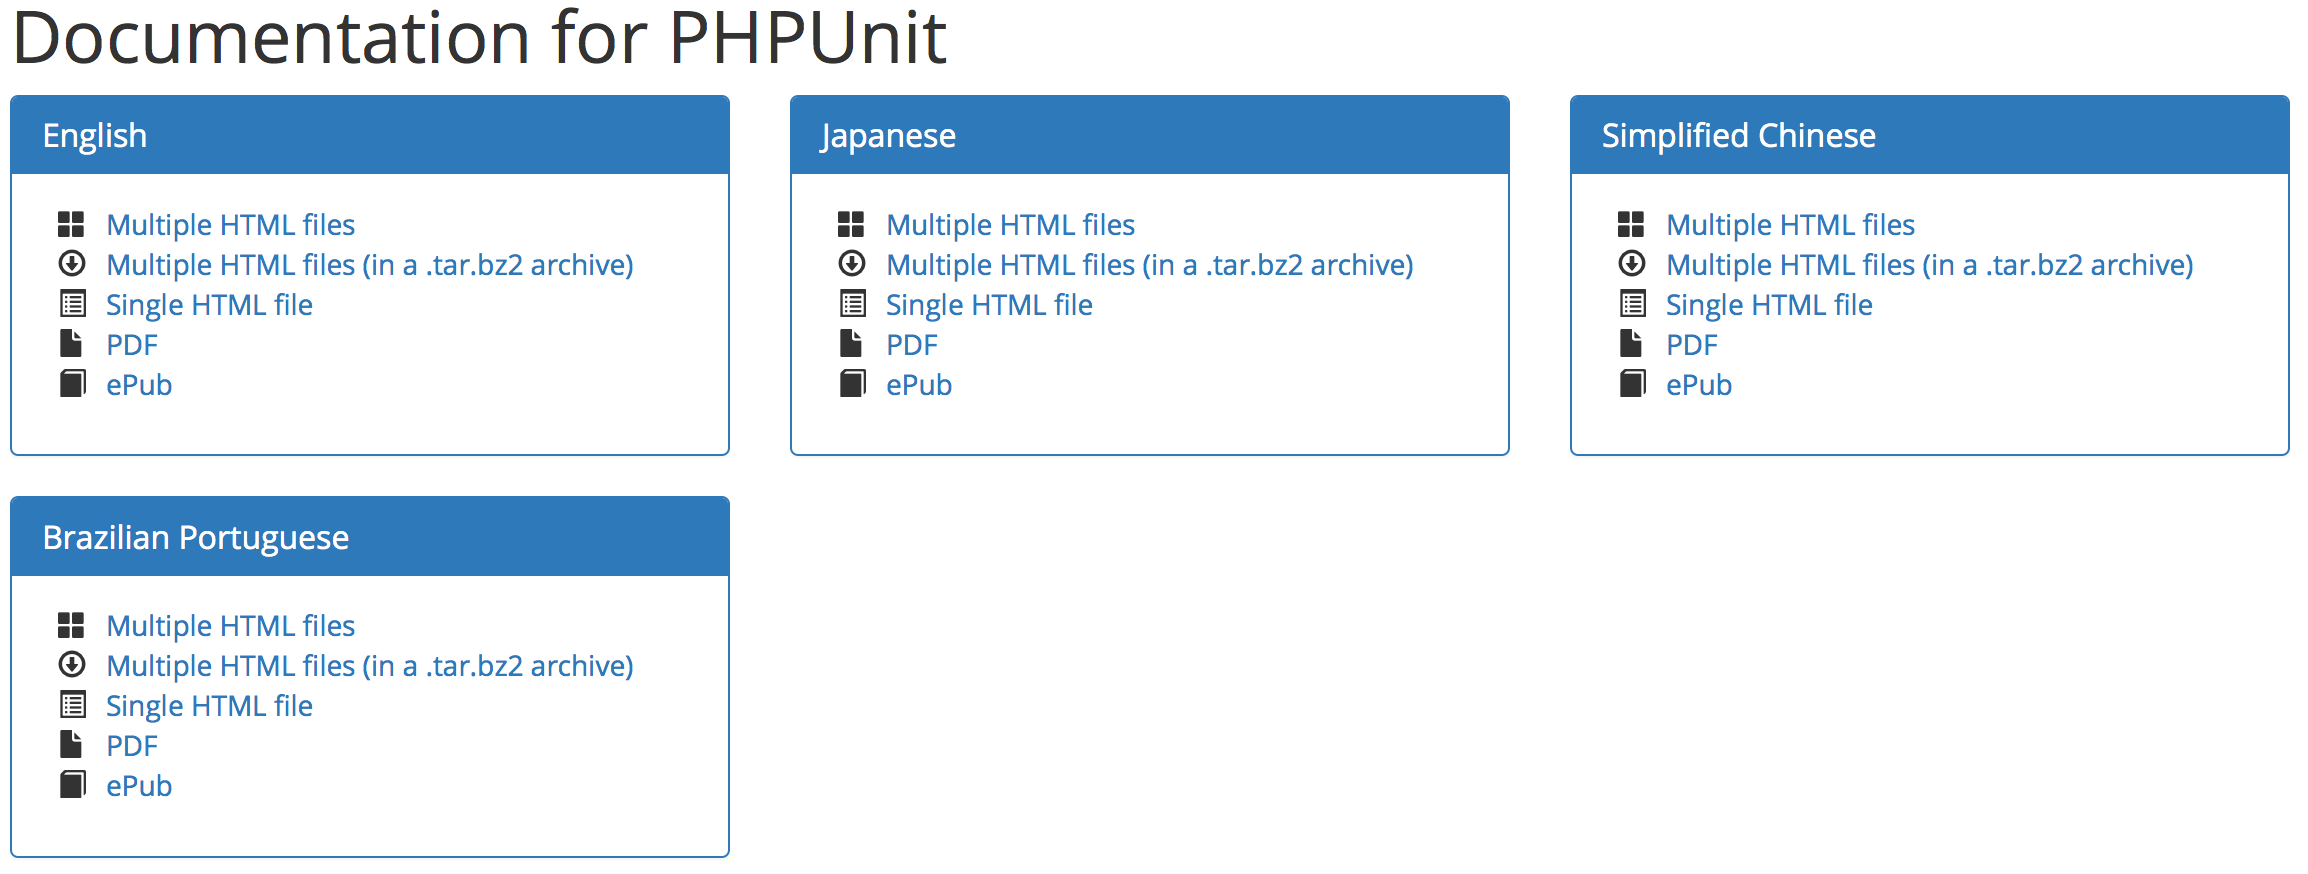 Documentation for PHPUnit
English
Multiple HTML files
Multiple HTML files (in a .tar.bz2 archive)
Single HTML file
PDF
ePub
Japanese
Multiple HTML files
Multiple HTML files (in a .tar.bz2 archive)
Single HTML file
PDF
ePub
Simplified Chinese
Multiple HTML files
Multiple HTML files (in a .tar.bz2 archive)
Single HTML file
PDF
ePub
Brazilian Portuguese
Multiple HTML files
Multiple HTML files (in a .tar.bz2 archive)
Single HTML file
PDF
ePub